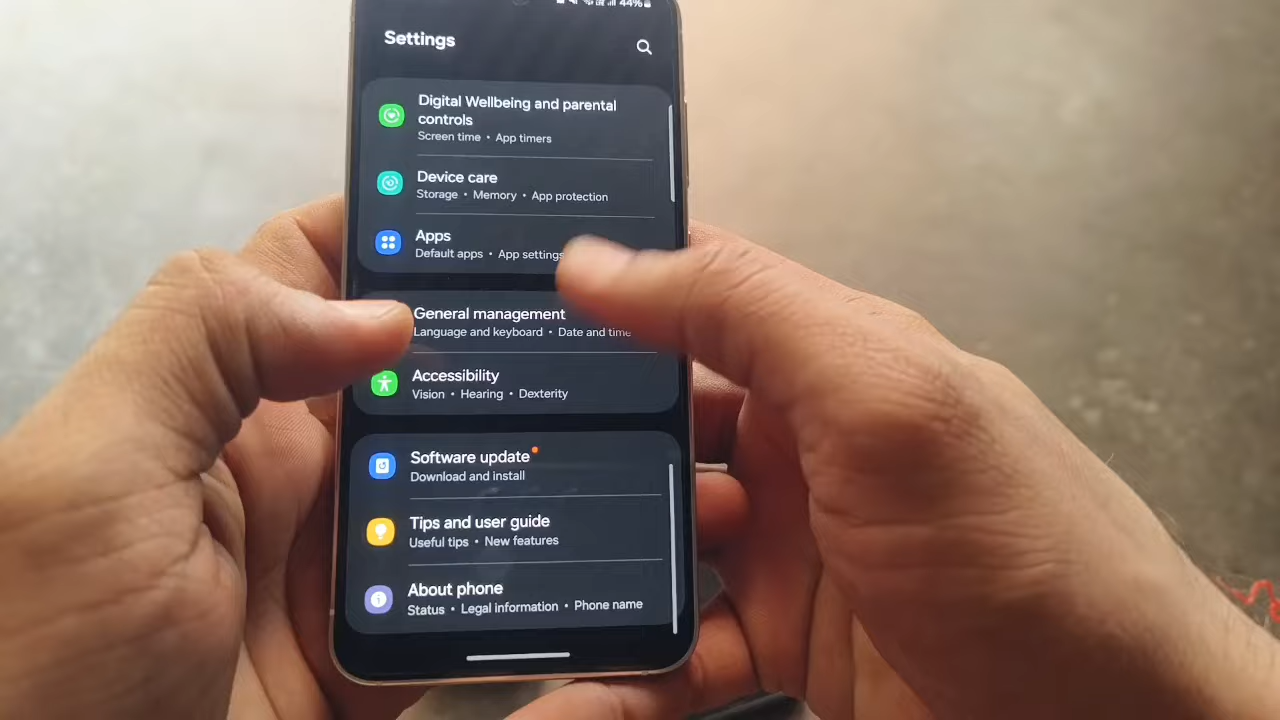 44%
Settings
Digital Wellbeing and parental
controls
Screen time • App timers
Device care
Storage • Memory • App protection
Apps
Default apps • App settings
General management
Language and keyboard • Date and time
Accessibility
Vision • Hearing • Dexterity
Software update
Download and install
Tips and user guide
Useful tips • New features
About phone
Status • Legal information • Phone name